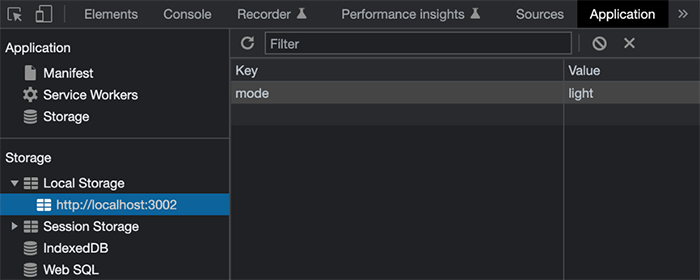 Elements Console Recorder Performance insights Sources Application »
Application
Manifest
Service Workers
Storage
Storage
Local Storage
http://localhost:3002
Session Storage
IndexedDB
Web SQL
Filter
Key Value
mode light